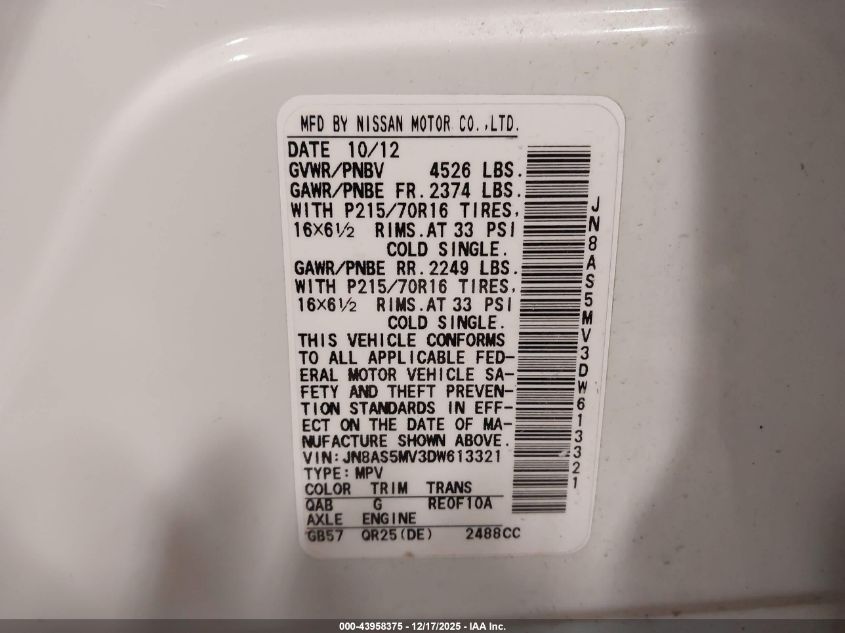 MFD BY NISSAN MOTOR CO.,LTD.
DATE 10/12
GVWR/PNBV 4526 LBS.
GAWR/PNBE FR. 2374 LBS.
WITH P215/70R16 TIRES,
16×6½ RIMS. AT 33 PSI
COLD SINGLE.
GAWR/PNBE RR. 2249 LBS.
WITH P215/70R16 TIRES,
16×6½ RIMS. AT 33 PSI
COLD SINGLE.
THIS VEHICLE CONFORMS
TO ALL APPLICABLE FED-
ERAL MOTOR VEHICLE SA-
FETY AND THEFT PREVEN-
TION STANDARDS IN EFF-
ECT ON THE DATE OF MA-
NUFACTURE SHOWN ABOVE.
VIN:JN8AS5MV3DW613321
TYPE:MPV
COLOR TRIM TRANS
QAB G RE0F10A
AXLE ENGINE
GB57 QR25(DE) 2488CC
JN8AS5MV3DW613321
000-43958375 - 12/17/2025 - IAA Inc.